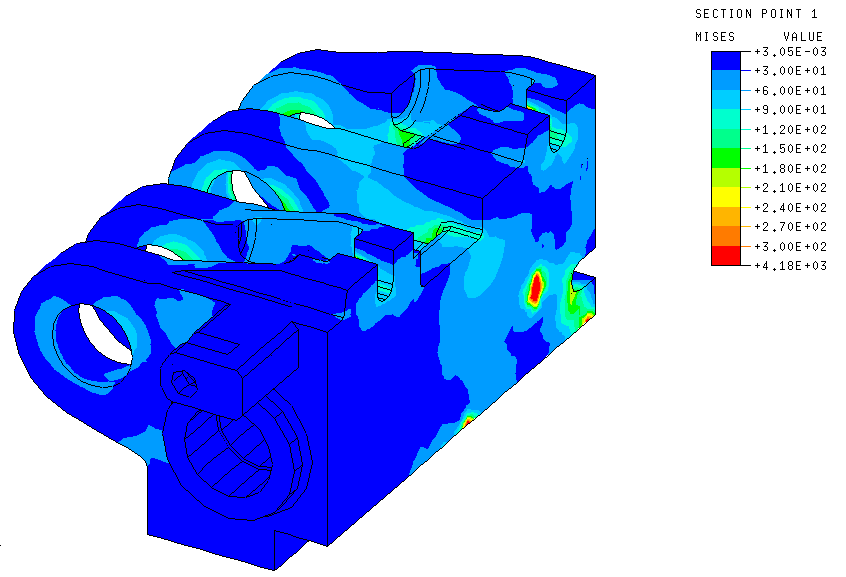 SECTION POINT 1
MISES VALUE
+3.05E-03
+3.00E+01
+6.00E+01
+9.00E+01
+1.20E+02
+1.50E+02
+1.80E+02
+2.10E+02
+2.40E+02
+2.70E+02
+3.00E+02
+4.18E+03